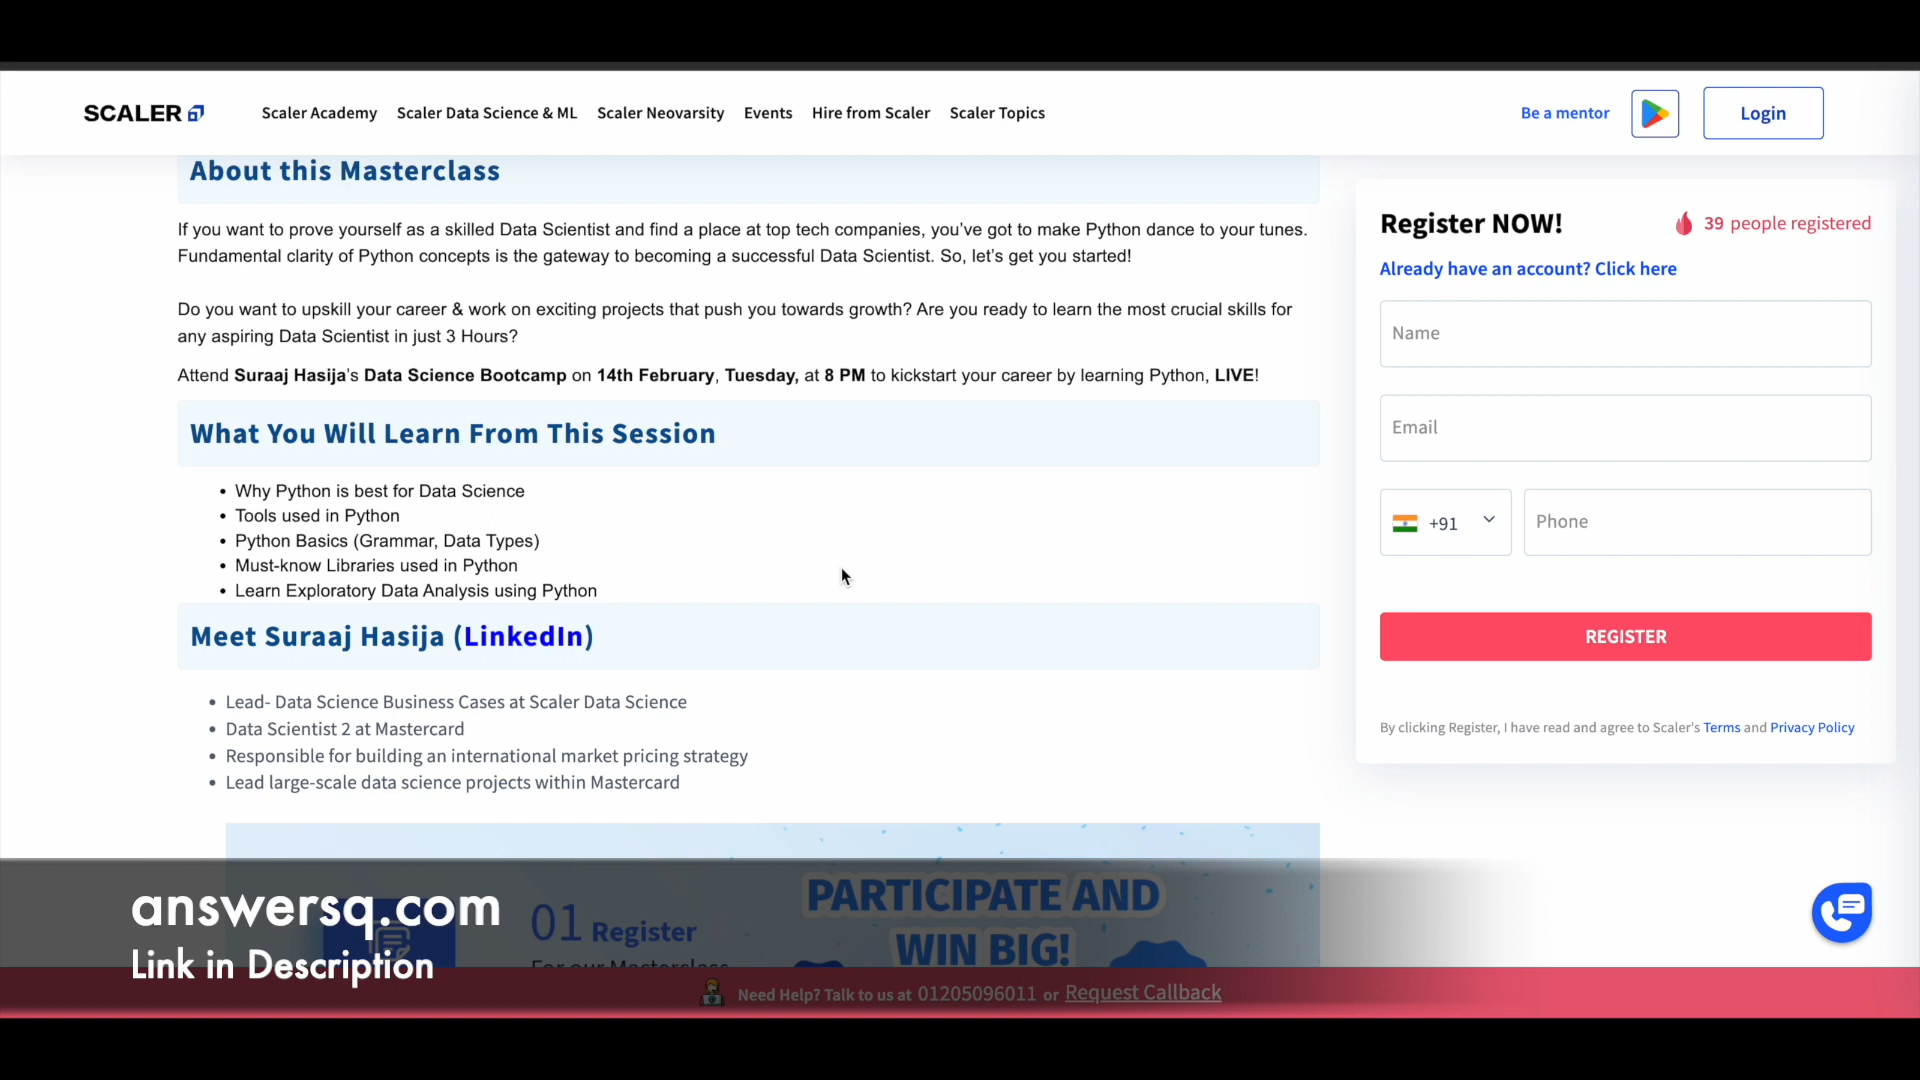 SCALER
Scaler Academy
Scaler Data Science & ML
Scaler Neovarsity
Events
Hire from Scaler
Scaler Topics
Be a mentor
Login
About this Masterclass
If you want to prove yourself as a skilled Data Scientist and find a place at top tech companies, you’ve got to make Python dance to your tunes.
Fundamental clarity of Python concepts is the gateway to becoming a successful Data Scientist. So, let’s get you started!
Do you want to upskill your career & work on exciting projects that push you towards growth? Are you ready to learn the most crucial skills for
any aspiring Data Scientist in just 3 Hours?
Attend Suraaj Hasija’s Data Science Bootcamp on 14th February, Tuesday, at 8 PM to kickstart your career by learning Python, LIVE!
What You Will Learn From This Session
• Why Python is best for Data Science
• Tools used in Python
• Python Basics (Grammar, Data Types)
• Must-know Libraries used in Python
• Learn Exploratory Data Analysis using Python
Meet Suraaj Hasija (LinkedIn)
• Lead- Data Science Business Cases at Scaler Data Science
• Data Scientist 2 at Mastercard
• Responsible for building an international market pricing strategy
• Lead large-scale data science projects within Mastercard
Register NOW!
39 people registered
Already have an account? Click here
Name
Email
+91
Phone
REGISTER
By clicking Register, I have read and agree to Scaler's Terms and Privacy Policy
PARTICIPATE AND
WIN BIG!
01 Register
For our Masterclass
answersq.com
Link in Description
Need Help? Talk to us at 01205096011 or Request Callback